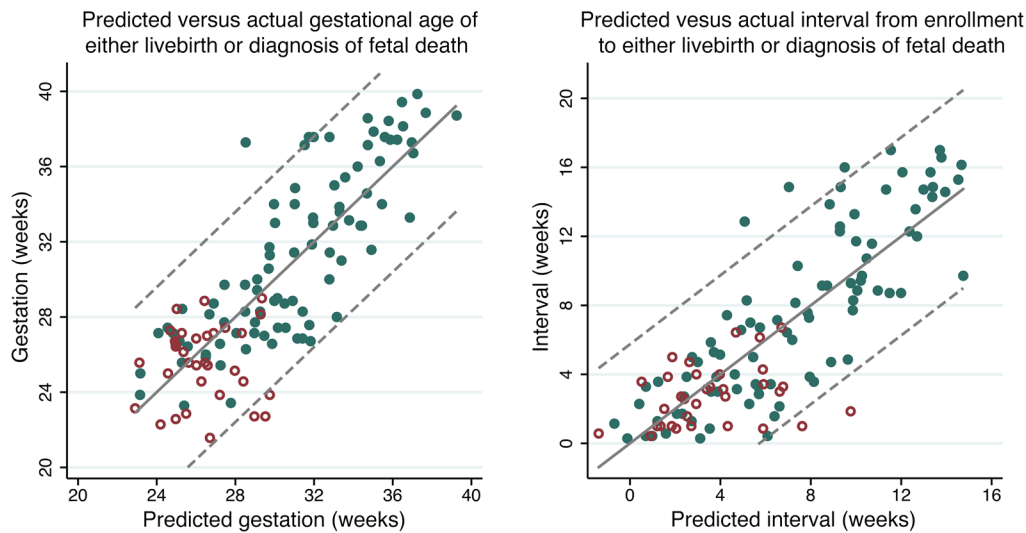 Predicted versus actual gestational age of
either livebirth or diagnosis of fetal death
40
36
32
28
24
20
Gestation (weeks)
20 24 28 32 36 40
Predicted gestation (weeks)
Predicted vesus actual interval from enrollment
to either livebirth or diagnosis of fetal death
20
16
12
8
4
0
Interval (weeks)
0 4 8 12 16
Predicted interval (weeks)